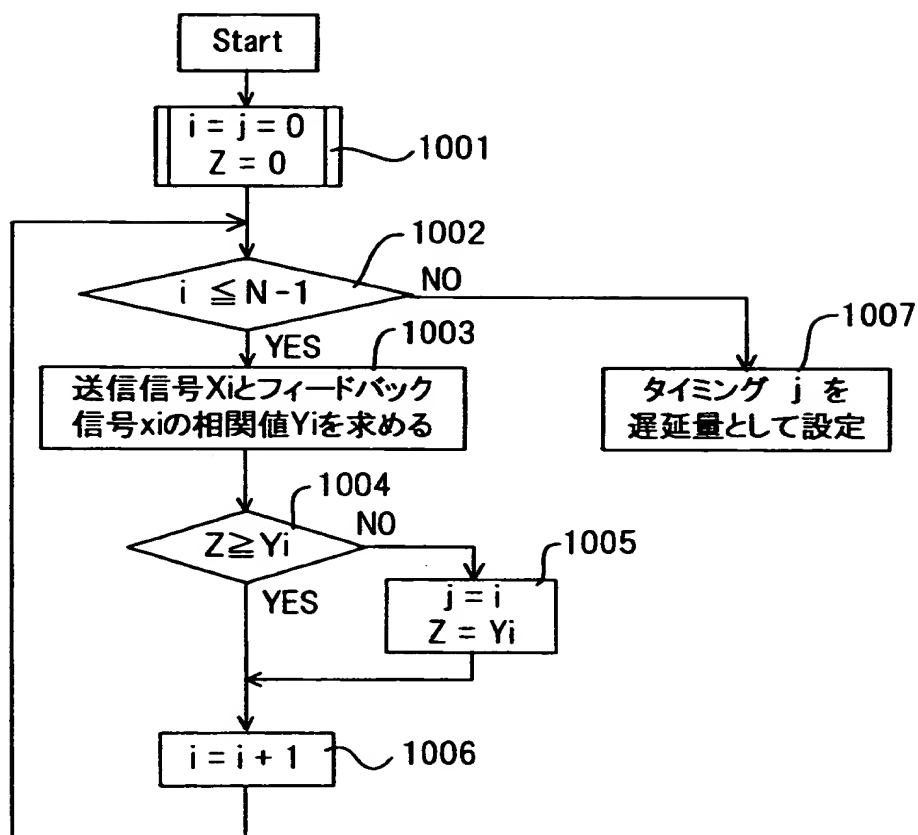 Start
i = j = 0
Z = 0
1001
1002
i ≦ N-1
NO
YES
1003
送信信号Xiとフィードバック
信号xiの相関値Yiを求める
1007
タイミング j を
遅延量として設定
1004
Z≧Yi
NO
YES
1005
j = i
Z = Yi
i = i + 1
1006